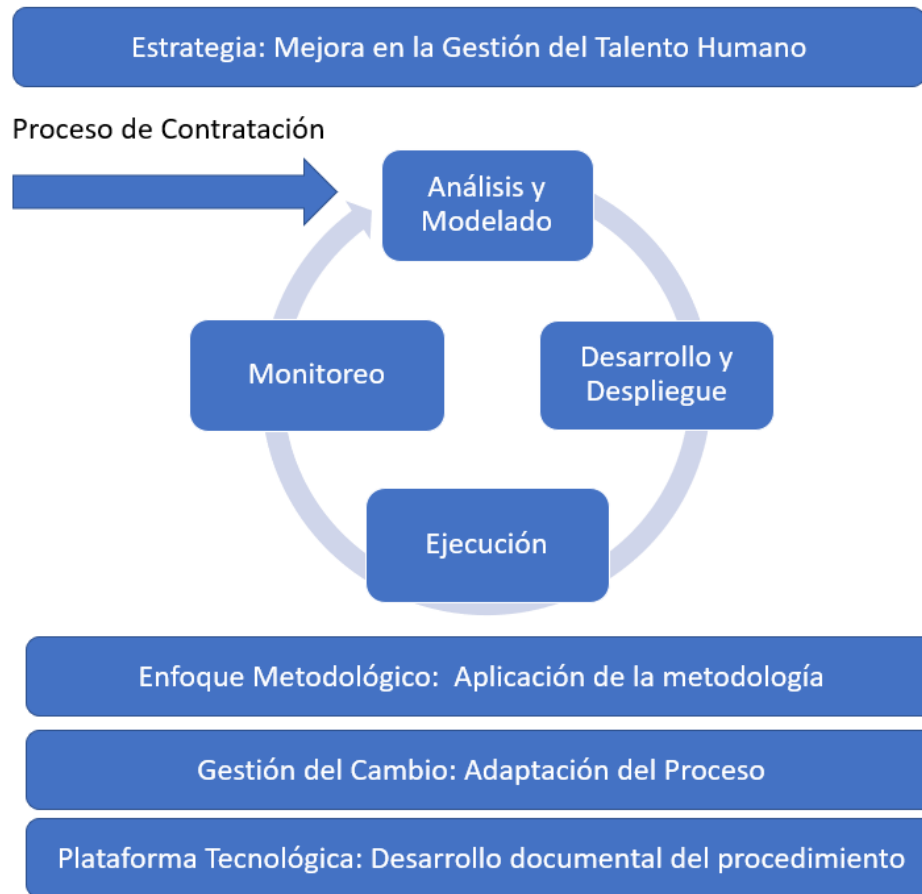 Estrategia: Mejora en la Gestión del Talento Humano
Proceso de Contratación
Análisis y
Modelado
Desarrollo y
Despliegue
Ejecución
Monitoreo
Enfoque Metodológico: Aplicación de la metodología
Gestión del Cambio: Adaptación del Proceso
Plataforma Tecnológica: Desarrollo documental del procedimiento